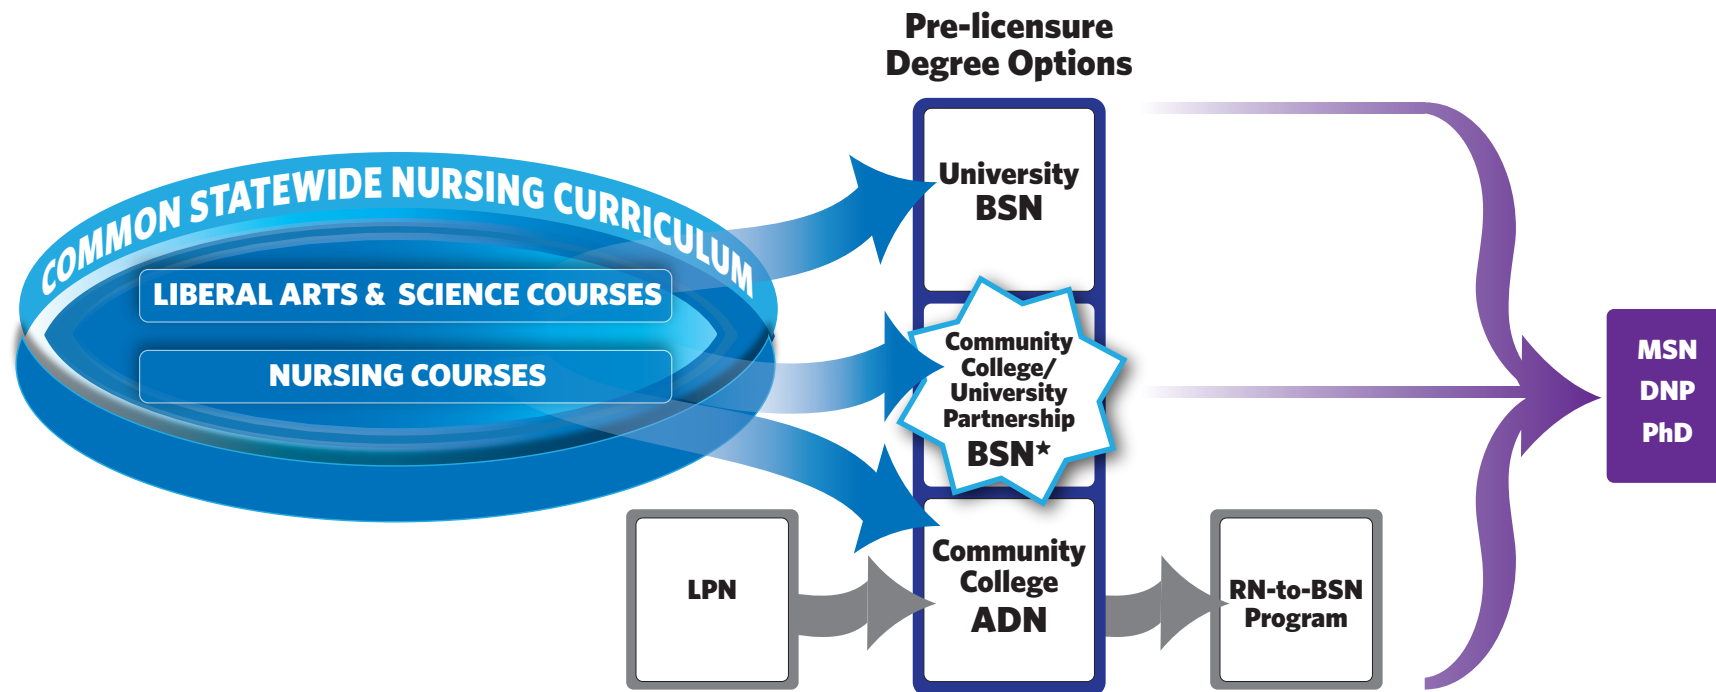 Pre-licensure
Degree Options
COMMON STATEWIDE NURSING CURRICULUM
LIBERAL ARTS & SCIENCE COURSES
NURSING COURSES
University
BSN
Community
College/
University
Partnership
BSN★
Community
College
ADN
LPN
RN-to-BSN
Program
MSN
DNP
PhD